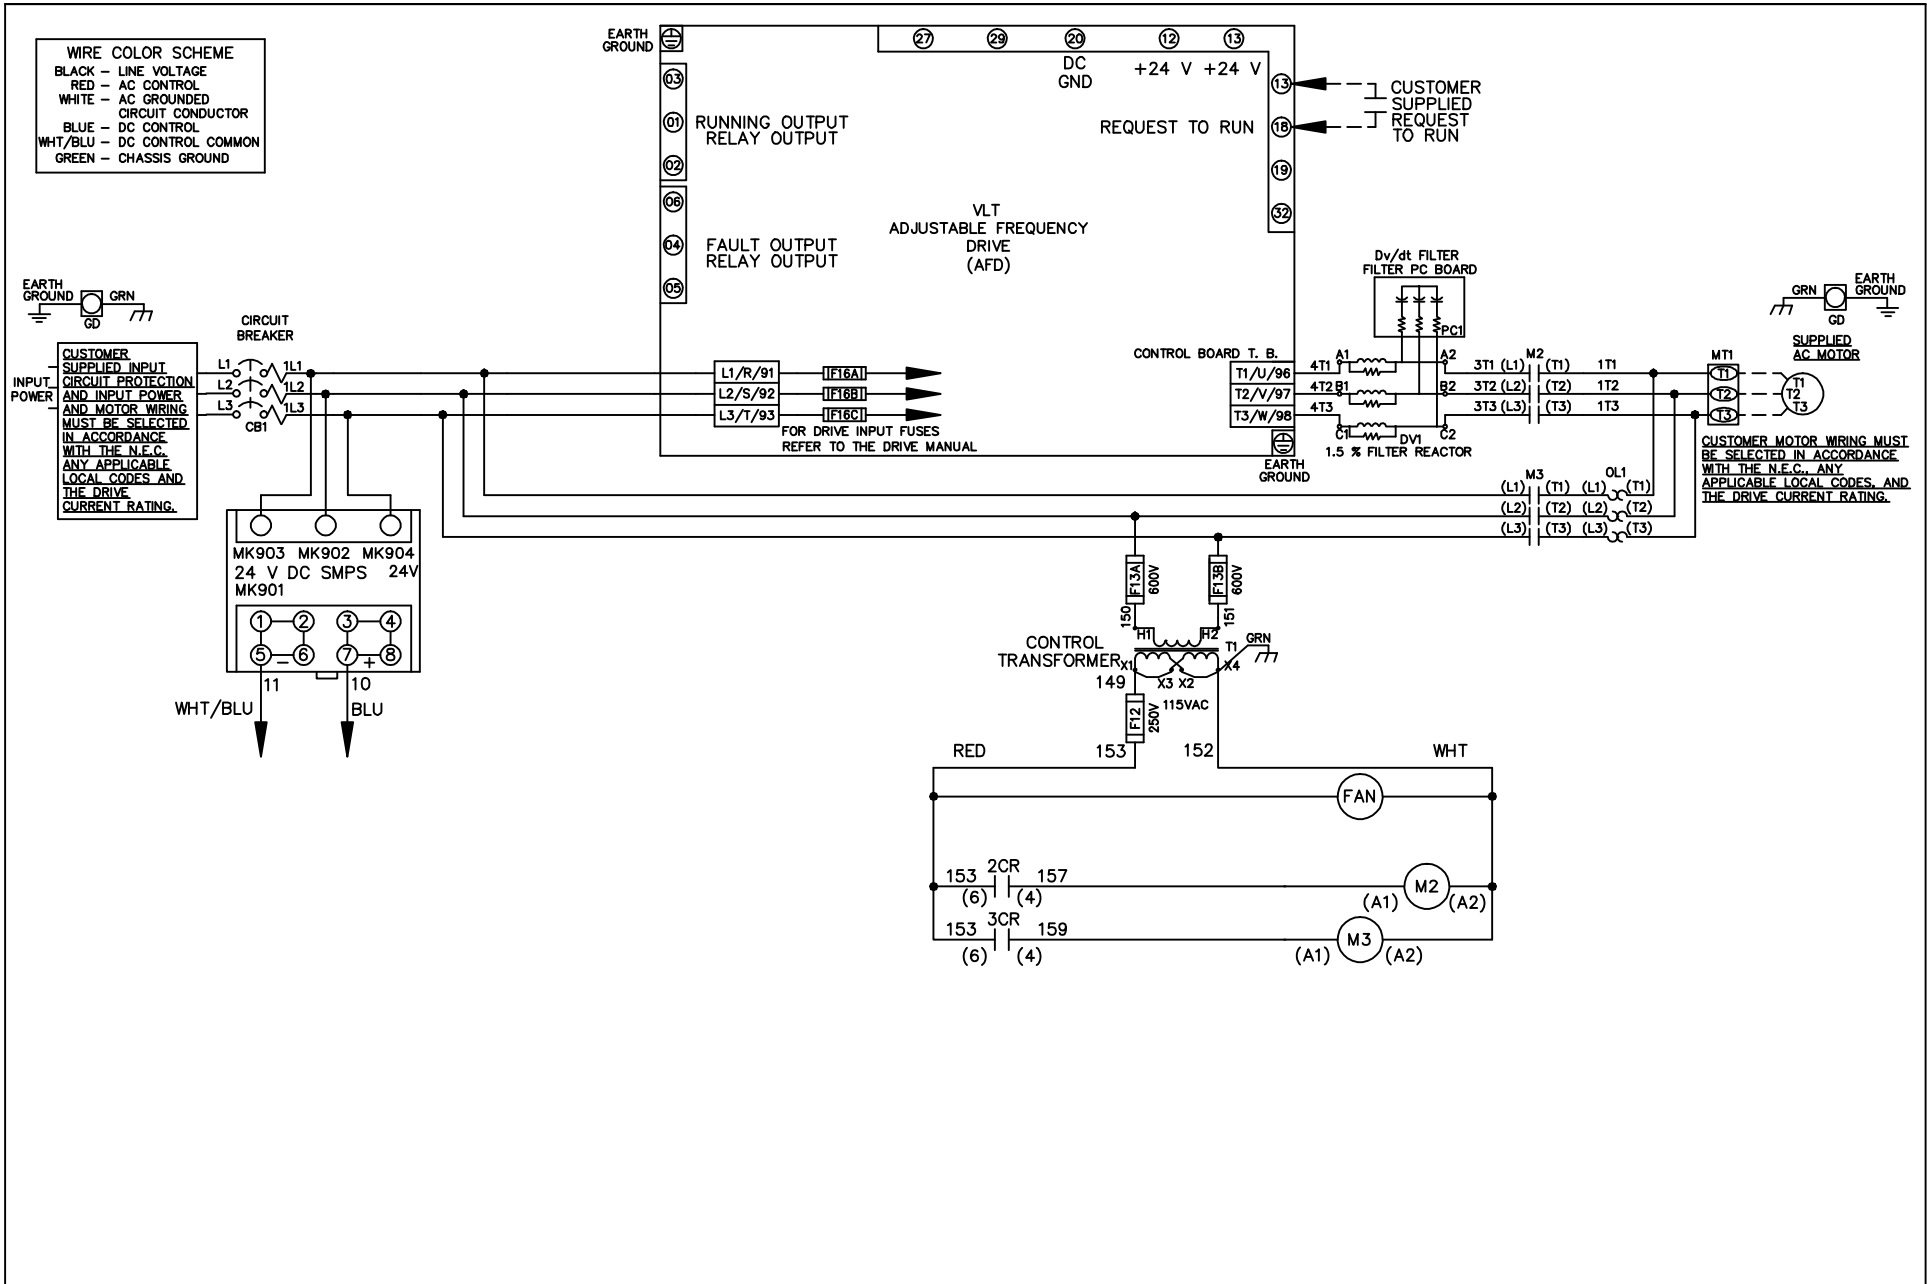 WIRE COLOR SCHEME
BLACK – LINE VOLTAGE
RED – AC CONTROL
WHITE – AC GROUNDED
CIRCUIT CONDUCTOR
BLUE – DC CONTROL
WHT/BLU – DC CONTROL COMMON
GREEN – CHASSIS GROUND
EARTH
GROUND
03
01
02
RUNNING OUTPUT
RELAY OUTPUT
06
04
05
FAULT OUTPUT
RELAY OUTPUT
27 29 20 12 13
DC
GND
+24 V +24 V
13
REQUEST TO RUN 18
19
32
CUSTOMER
SUPPLIED
REQUEST
TO RUN
VLT
ADJUSTABLE FREQUENCY
DRIVE
(AFD)
EARTH
GROUND
GRN
GD
INPUT
POWER
CUSTOMER
SUPPLIED INPUT
CIRCUIT PROTECTION
AND INPUT POWER
AND MOTOR WIRING
MUST BE SELECTED
IN ACCORDANCE
WITH THE N.E.C.
ANY APPLICABLE
LOCAL CODES AND
THE DRIVE
CURRENT RATING.
CIRCUIT
BREAKER
L1 1L1
L2 1L2
L3 1L3
CB1
L1/R/91 F16A
L2/S/92 F16B
L3/T/93 F16C
FOR DRIVE INPUT FUSES
REFER TO THE DRIVE MANUAL
CONTROL BOARD T. B.
T1/U/96
T2/V/97
T3/W/98
EARTH
GROUND
Dv/dt FILTER
FILTER PC BOARD
PC1
4T1 A1 A2
4T2 B1 B2
4T3 C1 C2
DV1
1.5 % FILTER REACTOR
M2
3T1 (L1) (T1) 1T1
3T2 (L2) (T2) 1T2
3T3 (L3) (T3) 1T3
MT1
T1
T2
T3
GRN
EARTH
GROUND
GD
SUPPLIED
AC MOTOR
T1
T2
T3
CUSTOMER MOTOR WIRING MUST
BE SELECTED IN ACCORDANCE
WITH THE N.E.C., ANY
APPLICABLE LOCAL CODES, AND
THE DRIVE CURRENT RATING.
M3 OL1
(L1) (T1) (L1) (T1)
(L2) (T2) (L2) (T2)
(L3) (T3) (L3) (T3)
MK903 MK902 MK904
24 V DC SMPS 24V
MK901
1 2 3 4
5 – 6 7 + 8
11 10
WHT/BLU BLU
F13A 600V
F13B 600V
150 151
H1 H2
CONTROL
TRANSFORMER
T1
GRN
X1 X3 X2 X4
149
115VAC
F12 250V
RED 153 152 WHT
FAN
2CR
153 157
(6) (4)
M2
(A1) (A2)
3CR
153 159
(6) (4)
M3
(A1) (A2)